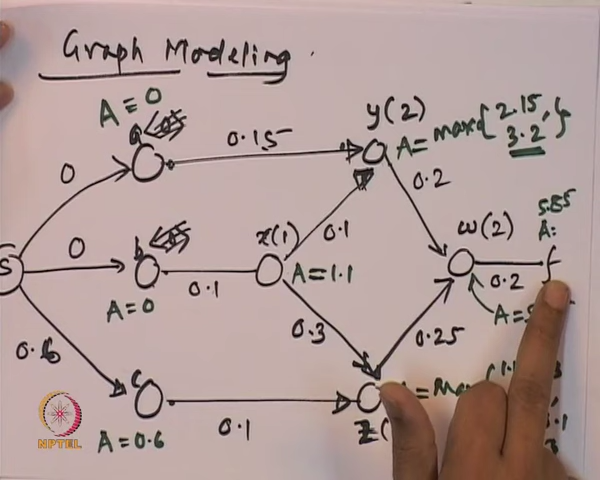 Graph Modeling
A = 0
a
y(2)
A = max{2.15,
3.2}
0.15
0
0.2
5.85
A:
S
0
b
x(1)
0.1
w(2)
f
0.1
A = 1.1
0.2
A = 0
0.3
0.25
0.6
c
NPTEL
A = 0.6
0.1